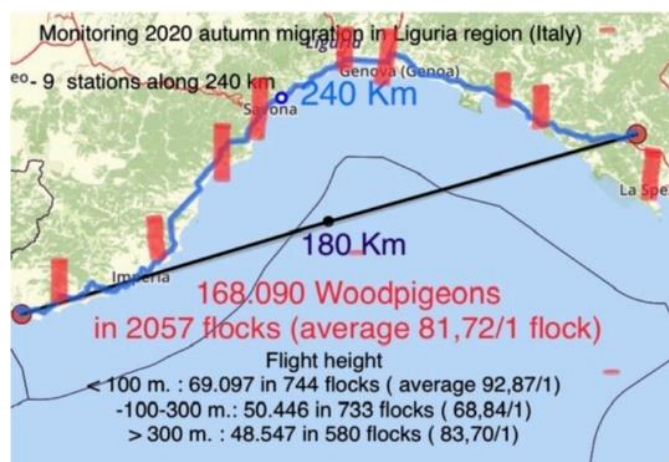 Monitoring 2020 autumn migration in Liguria region (Italy)
Liguria
Genova (Genoa)
eo
- 9 stations along 240 km
240 Km
Savona
La Spe
180 Km
Imperia
168.090 Woodpigeons
in 2057 flocks (average 81,72/1 flock)
Flight height
< 100 m. : 69.097 in 744 flocks ( average 92,87/1)
-100-300 m.: 50.446 in 733 flocks ( 68,84/1)
> 300 m. : 48.547 in 580 flocks ( 83,70/1)